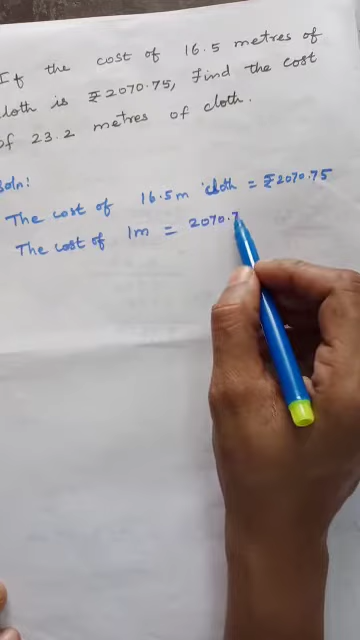 If the cost of 16.5 metres of
cloth is ₹2070.75, Find the cost
of 23.2 metres of cloth.
Soln:
The cost of 16.5m cloth = ₹2070.75
The cost of 1m = 2070.7